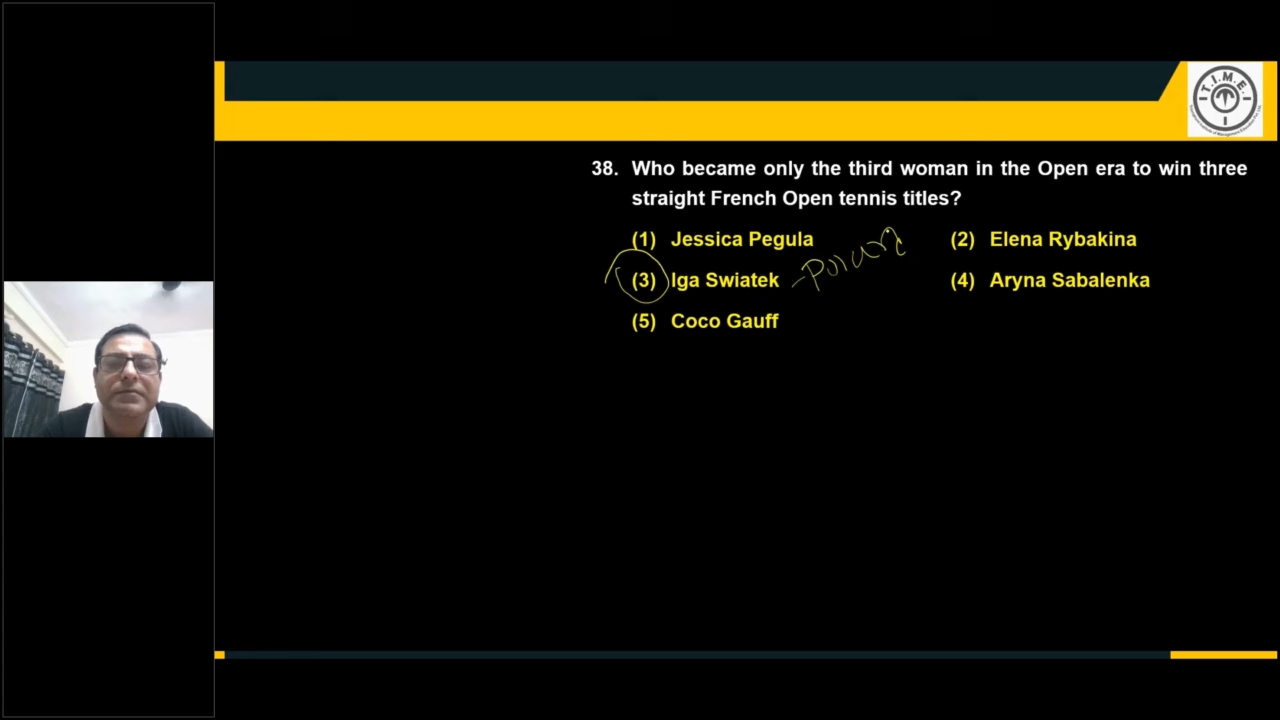 T.I.M.E.
38. Who became only the third woman in the Open era to win three
straight French Open tennis titles?
(1) Jessica Pegula
(2) Elena Rybakina
(3) Iga Swiatek
(4) Aryna Sabalenka
(5) Coco Gauff